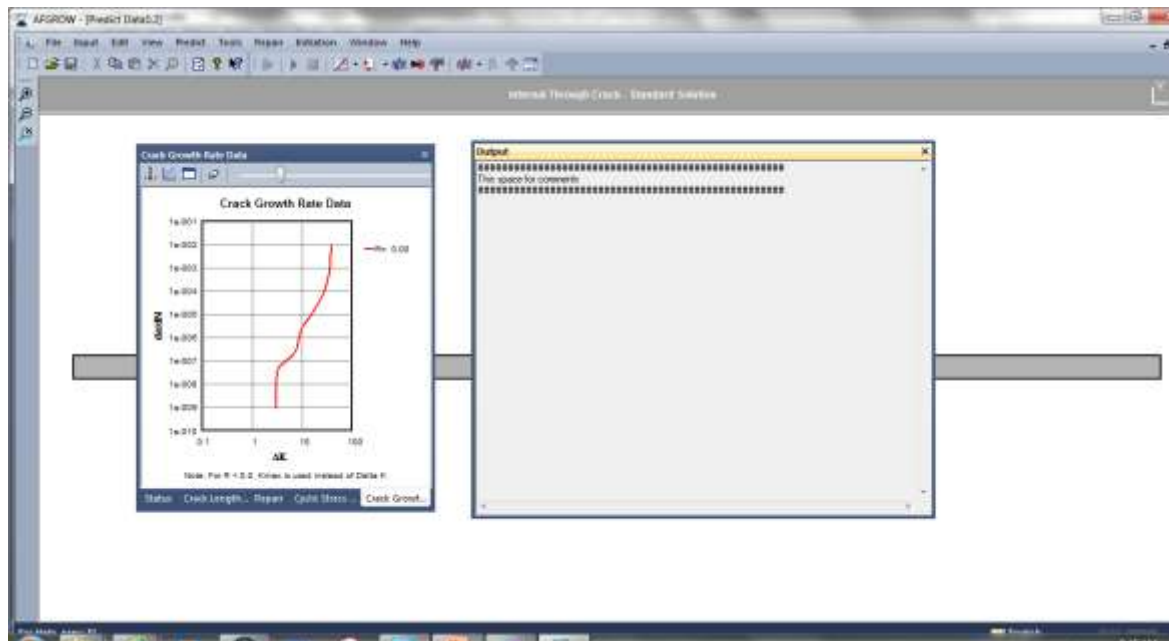 AFGROW - [Predict Data0.2]
File Input Edit View Predict Tools Repair Initiation Window Help
Internal Through Crack - Standard Solution
Crack Growth Rate Data
Crack Growth Rate Data
1e-001
1e-002
1e-003
1e-004
1e-005
1e-006
1e-007
1e-008
1e-009
1e-010
da/dN
0.1 1 10 100
ΔK
R= 0.00
Note: For R < 0.0, Kmax is used instead of Delta K
Status Crack Length... Repair Cyclic Stress ... Crack Growt...
Output
This space for comments
English